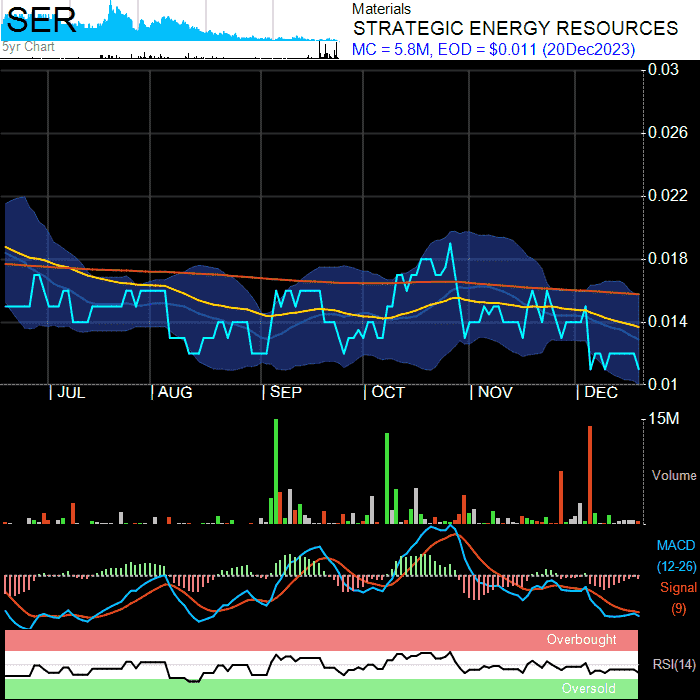 SER
5yr Chart
Materials
STRATEGIC ENERGY RESOURCES
MC = 5.8M, EOD = $0.011 (20Dec2023)
0.03
0.026
0.022
0.018
0.014
0.01
JUL AUG SEP OCT NOV DEC
15M
Volume
MACD
(12-26)
Signal
(9)
Overbought
RSI(14)
Oversold